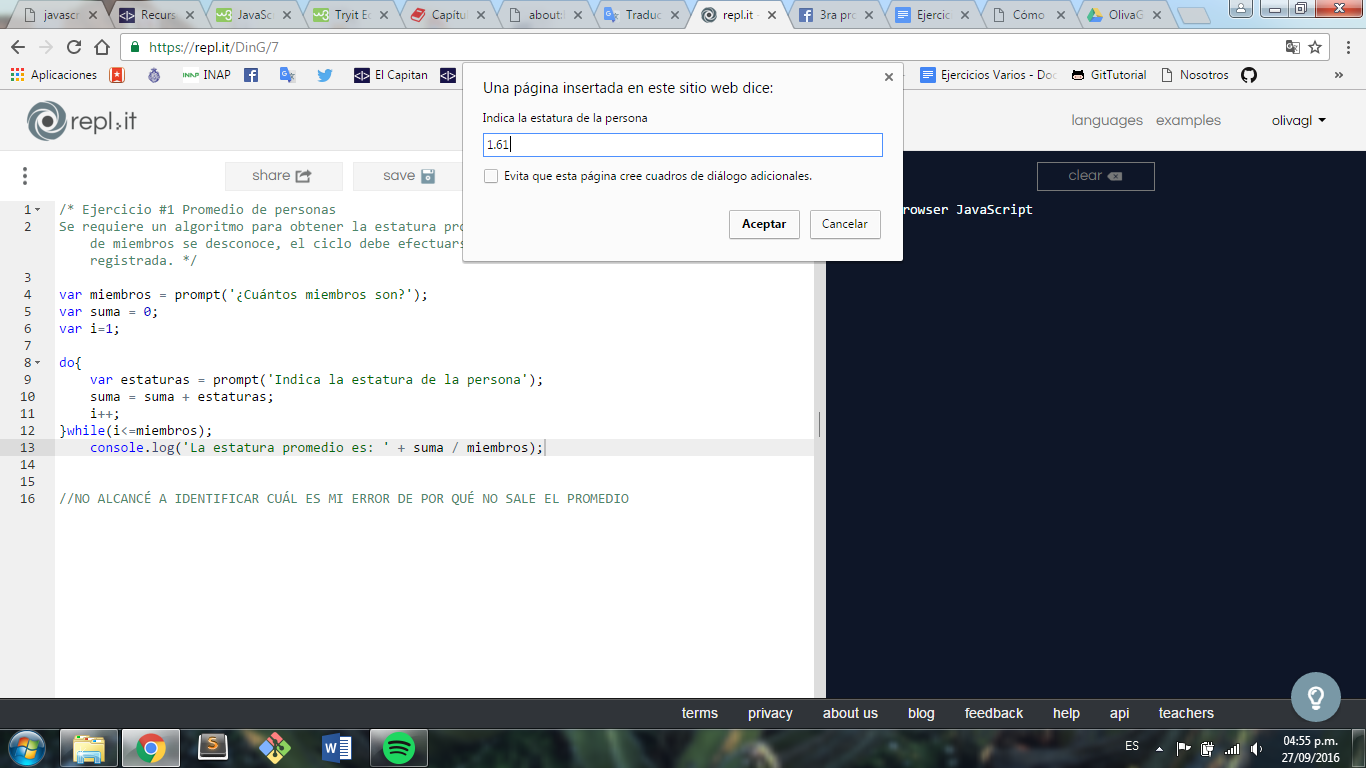 javascr
Recurs
JavaSc
Tryit Ed
Capítu
about:
Traduc
repl.it -
3ra pro
Ejercic
Cómo
OlivaG
https://repl.it/DinG/7
Aplicaciones
INAP
El Capitan
Ejercicios Varios - Doc
GitTutorial
Nosotros
»
Una página insertada en este sitio web dice:
Indica la estatura de la persona
1.61
Evita que esta página cree cuadros de diálogo adicionales.
Aceptar
Cancelar
repl.it
languages
examples
olivagl
share
save
clear
rowser JavaScript
1 /* Ejercicio #1 Promedio de personas
2 Se requiere un algoritmo para obtener la estatura pro
de miembros se desconoce, el ciclo debe efectuars
registrada. */
3
4 var miembros = prompt('¿Cuántos miembros son?');
5 var suma = 0;
6 var i=1;
7
8 do{
9 var estaturas = prompt('Indica la estatura de la persona');
10 suma = suma + estaturas;
11 i++;
12 }while(i<=miembros);
13 console.log('La estatura promedio es: ' + suma / miembros);
14
15
16 //NO ALCANCÉ A IDENTIFICAR CUÁL ES MI ERROR DE POR QUÉ NO SALE EL PROMEDIO
terms
privacy
about us
blog
feedback
help
api
teachers
ES
04:55 p.m.
27/09/2016